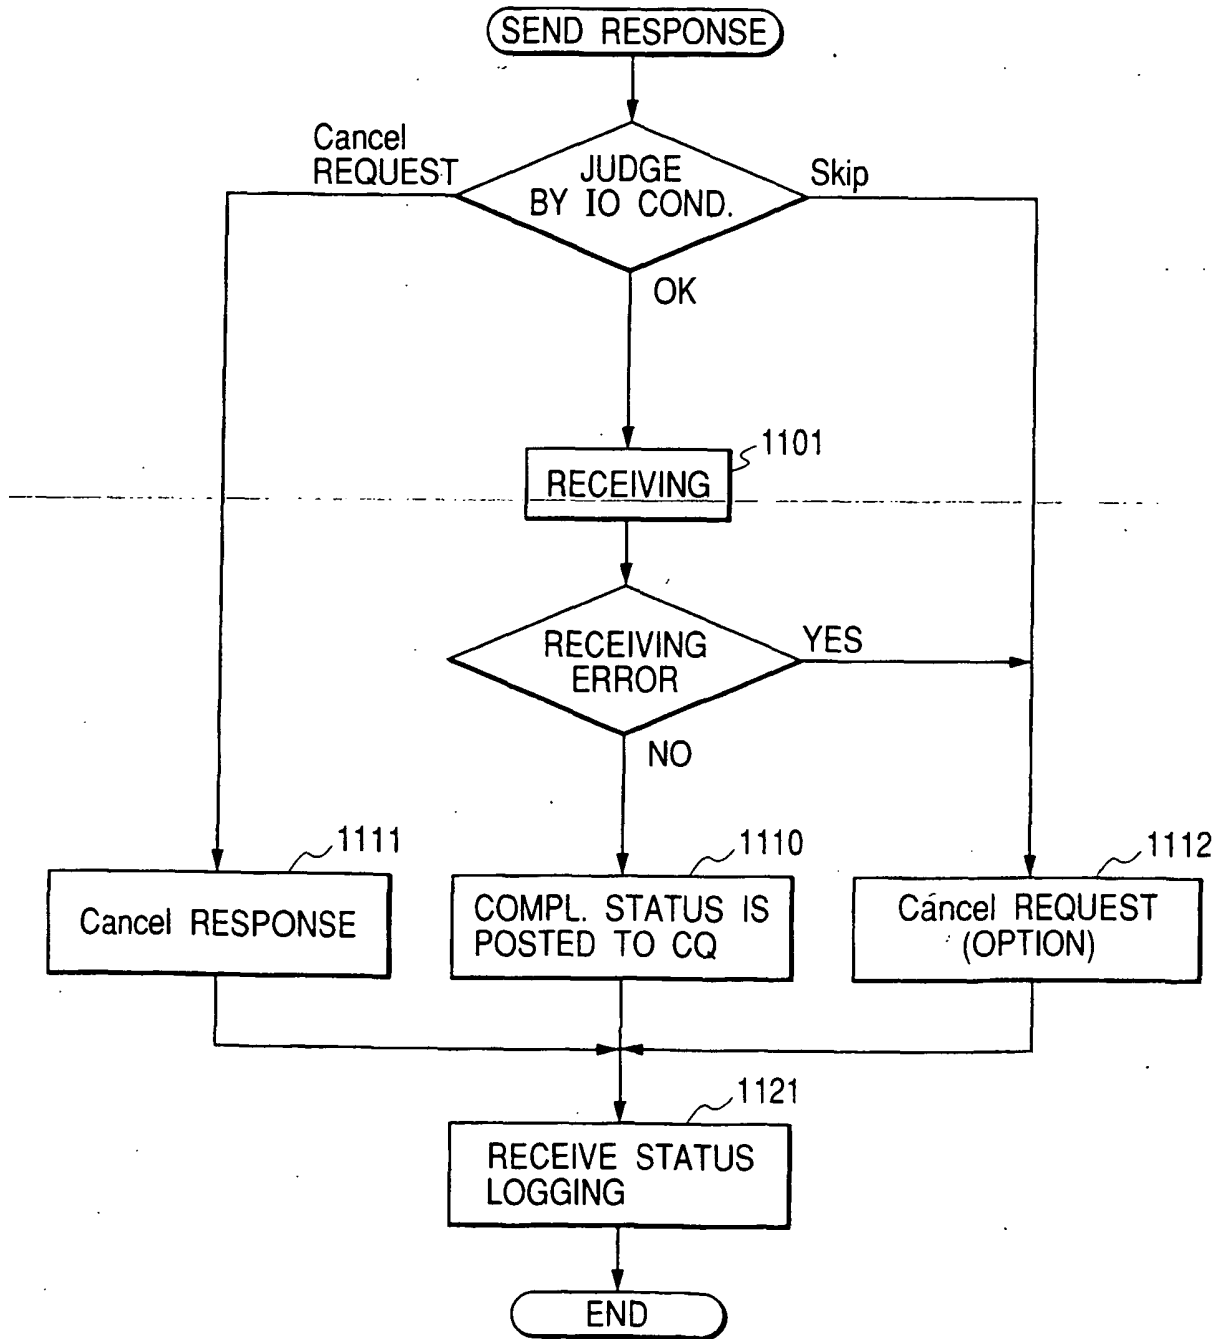 SEND RESPONSE
Cancel
REQUEST
JUDGE
BY IO COND.
Skip
OK
1101
RECEIVING
RECEIVING
ERROR
YES
NO
1111
Cancel RESPONSE
1110
COMPL. STATUS IS
POSTED TO CQ
1112
Cancel REQUEST
(OPTION)
1121
RECEIVE STATUS
LOGGING
END